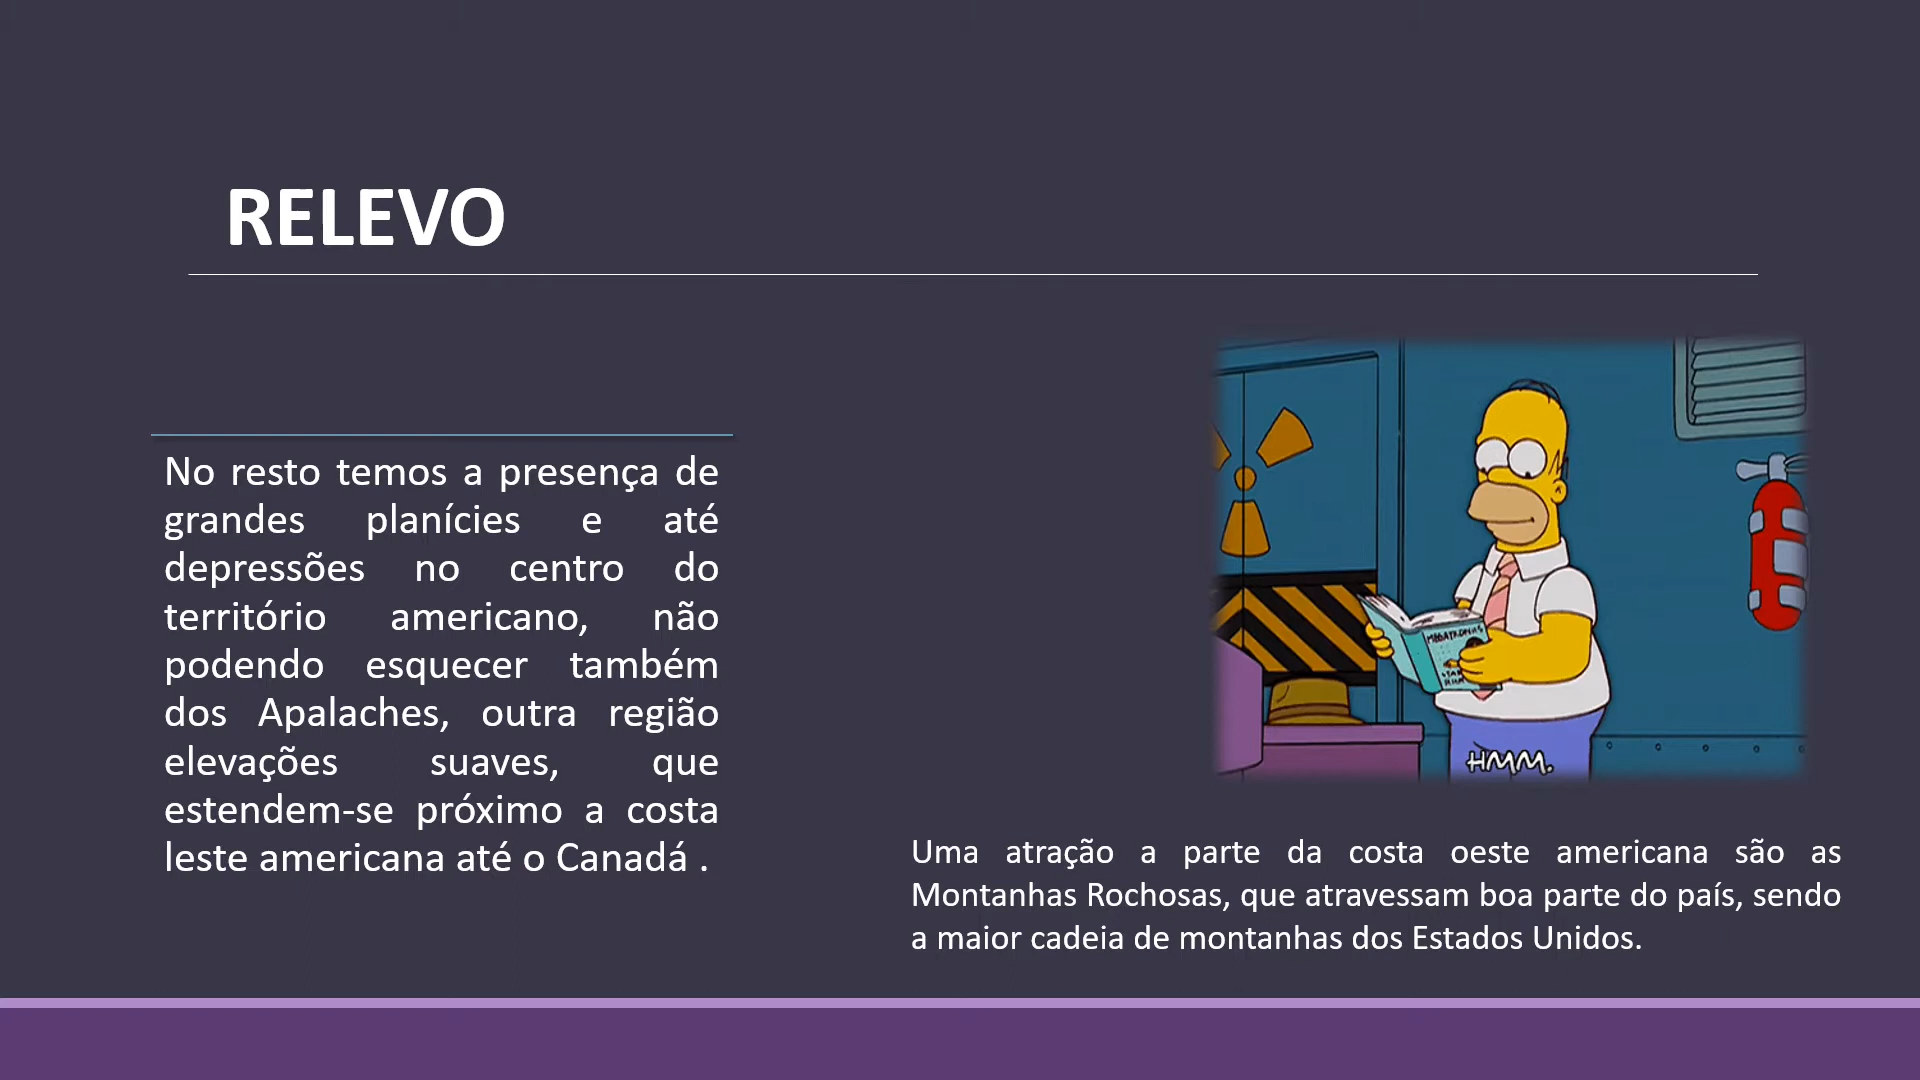 RELEVO
No resto temos a presença de
grandes planícies e até
depressões no centro do
território americano, não
podendo esquecer também
dos Apalaches, outra região
elevações suaves, que
estendem-se próximo a costa
leste americana até o Canadá .
HMM.
Uma atração a parte da costa oeste americana são as
Montanhas Rochosas, que atravessam boa parte do país, sendo
a maior cadeia de montanhas dos Estados Unidos.